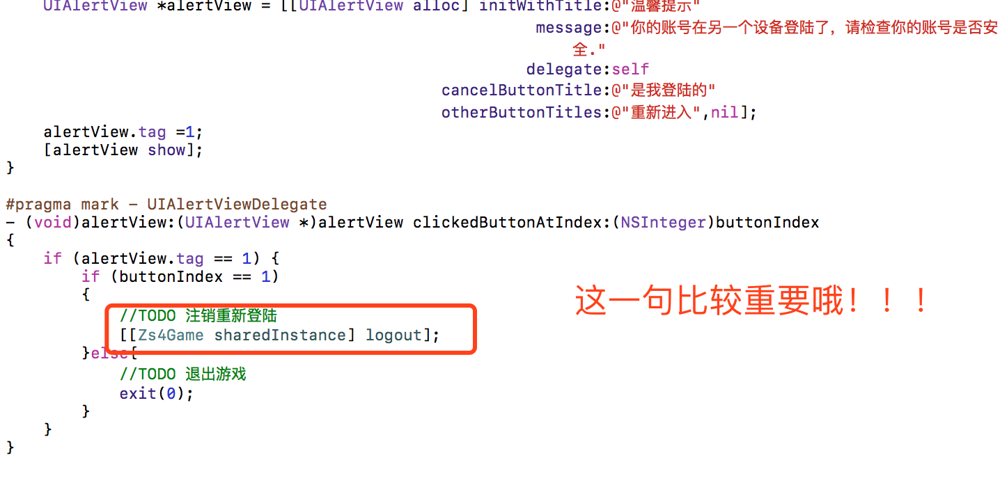 UIAlertView *alertView = [[UIAlertView alloc] initWithTitle:@"温馨提示"
message:@"你的账号在另一个设备登陆了，请检查你的账号是否安
全."
delegate:self
cancelButtonTitle:@"是我登陆的"
otherButtonTitles:@"重新进入",nil];
alertView.tag =1;
[alertView show];
}
#pragma mark - UIAlertViewDelegate
- (void)alertView:(UIAlertView *)alertView clickedButtonAtIndex:(NSInteger)buttonIndex
{
if (alertView.tag == 1) {
if (buttonIndex == 1)
{
这一句比较重要哦！！！
//TODO 注销重新登陆
[[Zs4Game sharedInstance] logout];
}else{
//TODO 退出游戏
exit(0);
}
}
}